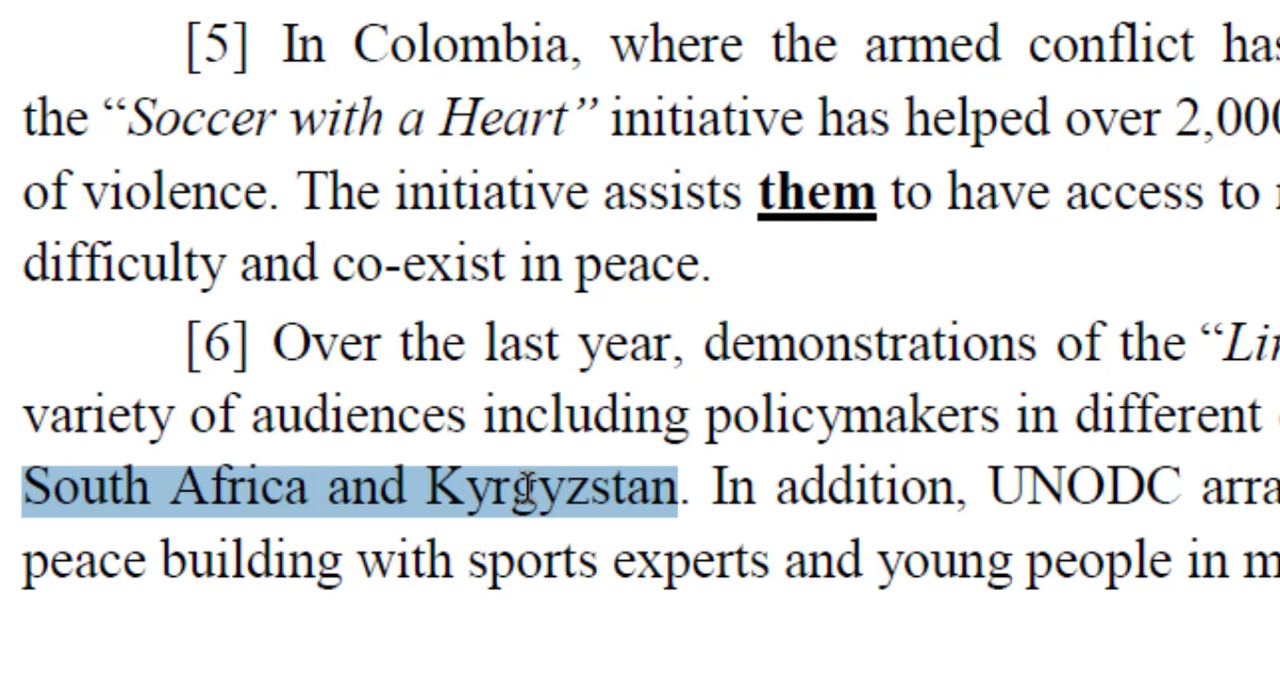 [5] In Colombia, where the armed conflict has
the “Soccer with a Heart” initiative has helped over 2,000
of violence. The initiative assists them to have access to
difficulty and co-exist in peace.
[6] Over the last year, demonstrations of the “
variety of audiences including policymakers in different
South Africa and Kyrgyzstan. In addition, UNODC
peace building with sports experts and young people in